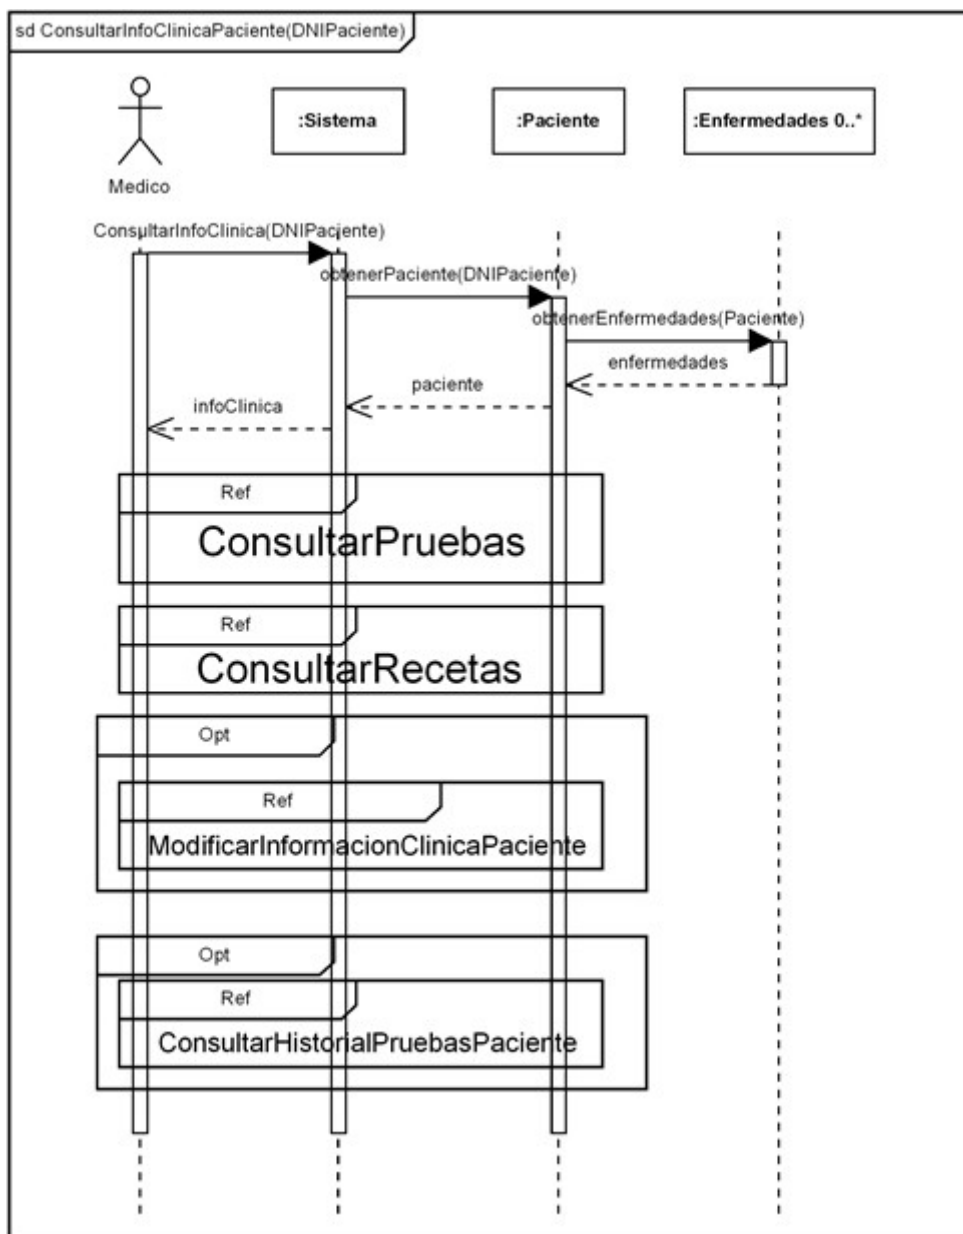 sd ConsultarInfoClinicaPaciente(DNIPaciente)
:Sistema
:Paciente
:Enfermedades 0..*
Medico
ConsultarInfoClinica(DNIPaciente)
obtenerPaciente(DNIPaciente)
obtenerEnfermedades(Paciente)
enfermedades
paciente
infoClinica
Ref
ConsultarPruebas
Ref
ConsultarRecetas
Opt
Ref
ModificarInformacionClinicaPaciente
Opt
Ref
ConsultarHistorialPruebasPaciente